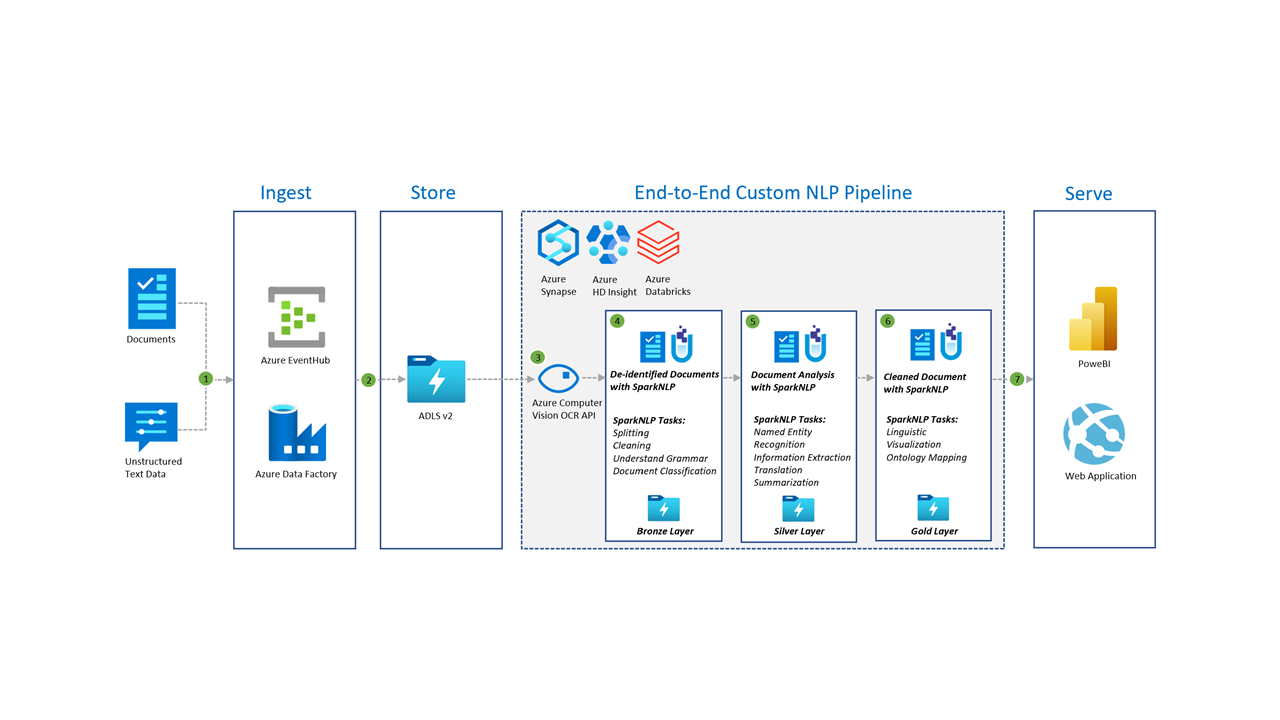 Ingest
Store
End-to-End Custom NLP Pipeline
Serve
Documents
Unstructured
Text Data
1
Azure EventHub
Azure Data Factory
2
ADLS v2
Azure
Synapse
Azure
HD Insight
Azure
Databricks
3
Azure Computer
Vision OCR API
4
De-identified Documents
with SparkNLP
SparkNLP Tasks:
Splitting
Cleaning
Understand Grammar
Document Classification
Bronze Layer
5
Document Analysis
with SparkNLP
SparkNLP Tasks:
Named Entity
Recognition
Information Extraction
Translation
Summarization
Silver Layer
6
Cleaned Document
with SparkNLP
SparkNLP Tasks:
Linguistic
Visualization
Ontology Mapping
Gold Layer
7
PoweBI
Web Application